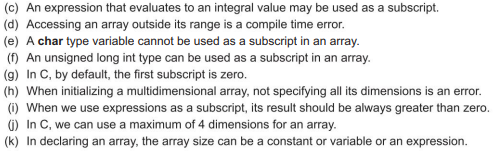 (c) An expression that evaluates to an integral value may be used as a subscript.
(d) Accessing an array outside its range is a compile time error.
(e) A char type variable cannot be used as a subscript in an array.
(f) An unsigned long int type can be used as a subscript in an array.
(g) In C, by default, the first subscript is zero.
(h) When initializing a multidimensional array, not specifying all its dimensions is an error.
(i) When we use expressions as a subscript, its result should be always greater than zero.
(j) In C, we can use a maximum of 4 dimensions for an array.
(k) In declaring an array, the array size can be a constant or variable or an expression.